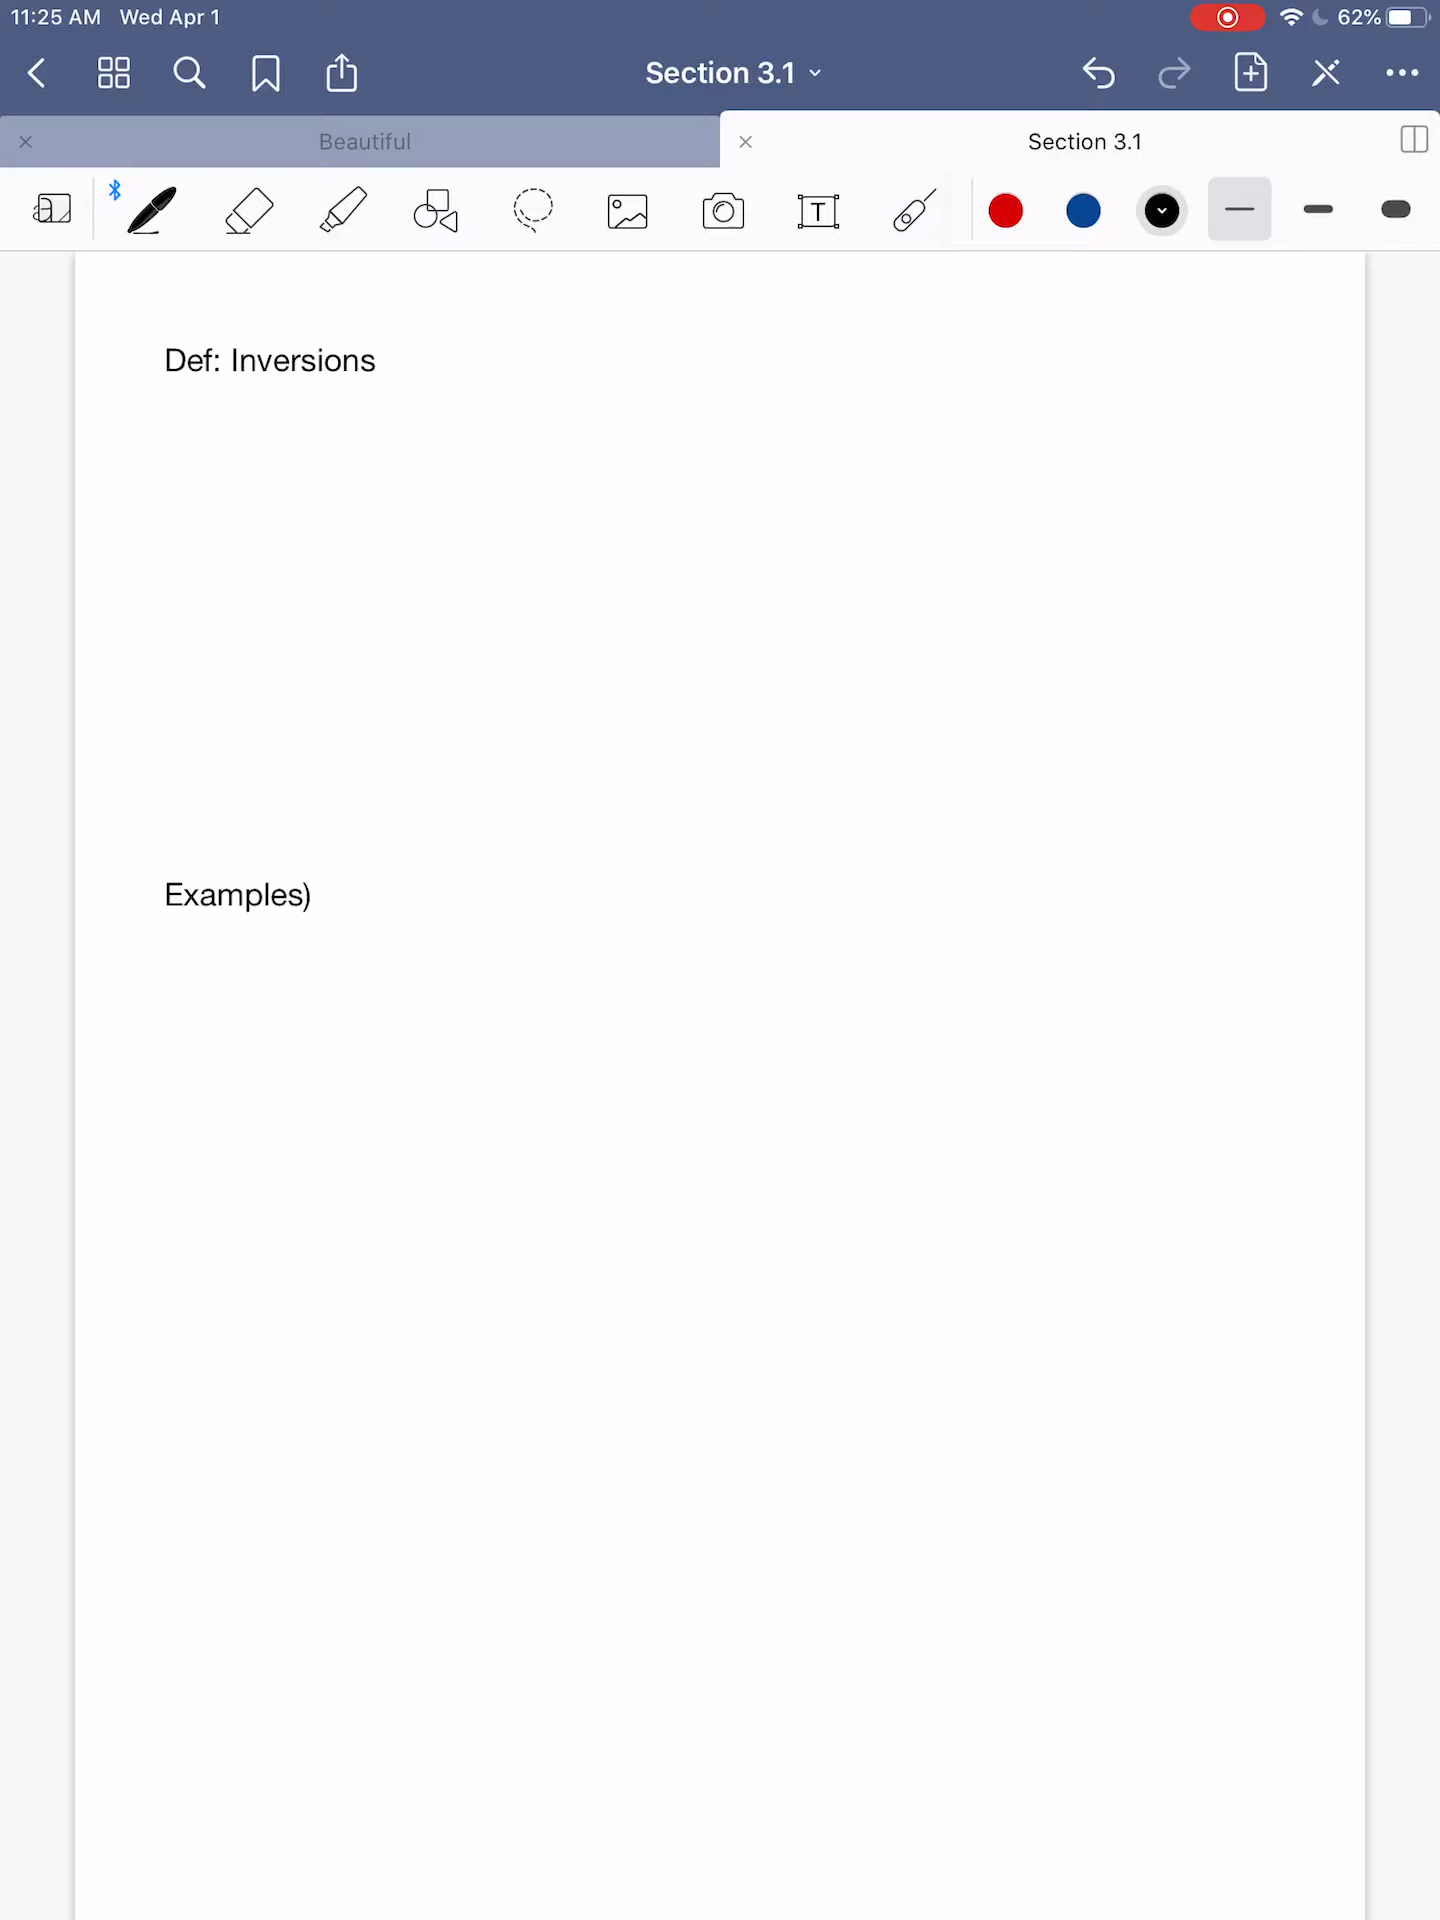 11:25 AM Wed Apr 1 62%
Section 3.1
Beautiful Section 3.1
a T
Def: Inversions
Examples)